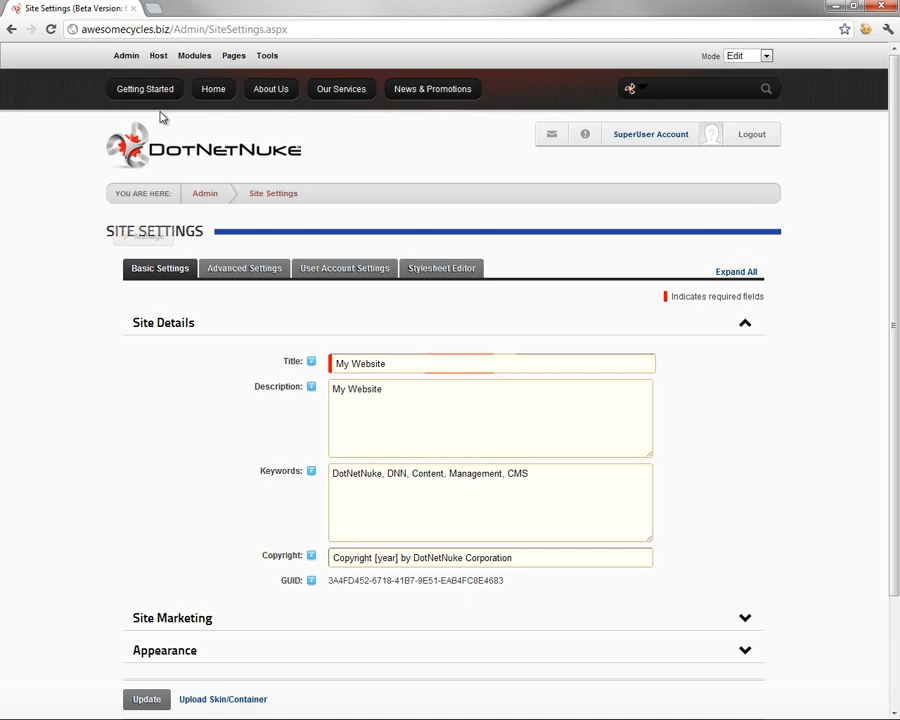 Site Settings (Beta Version:
awesomecycles.biz/Admin/SiteSettings.aspx
Admin Host Modules Pages Tools
Mode Edit
Getting Started Home About Us Our Services News & Promotions
DOTNETNUKE
SuperUser Account Logout
YOU ARE HERE: Admin Site Settings
SITE SETTINGS
Manage
Basic Settings Advanced Settings User Account Settings Stylesheet Editor
Expand All
Indicates required fields
Site Details
Title: My Website
Description: My Website
Keywords: DotNetNuke, DNN, Content, Management, CMS
Copyright: Copyright [year] by DotNetNuke Corporation
GUID: 3A4FD452-6718-41B7-9E51-EAB4FC8E4683
Site Marketing
Appearance
Update Upload Skin/Container